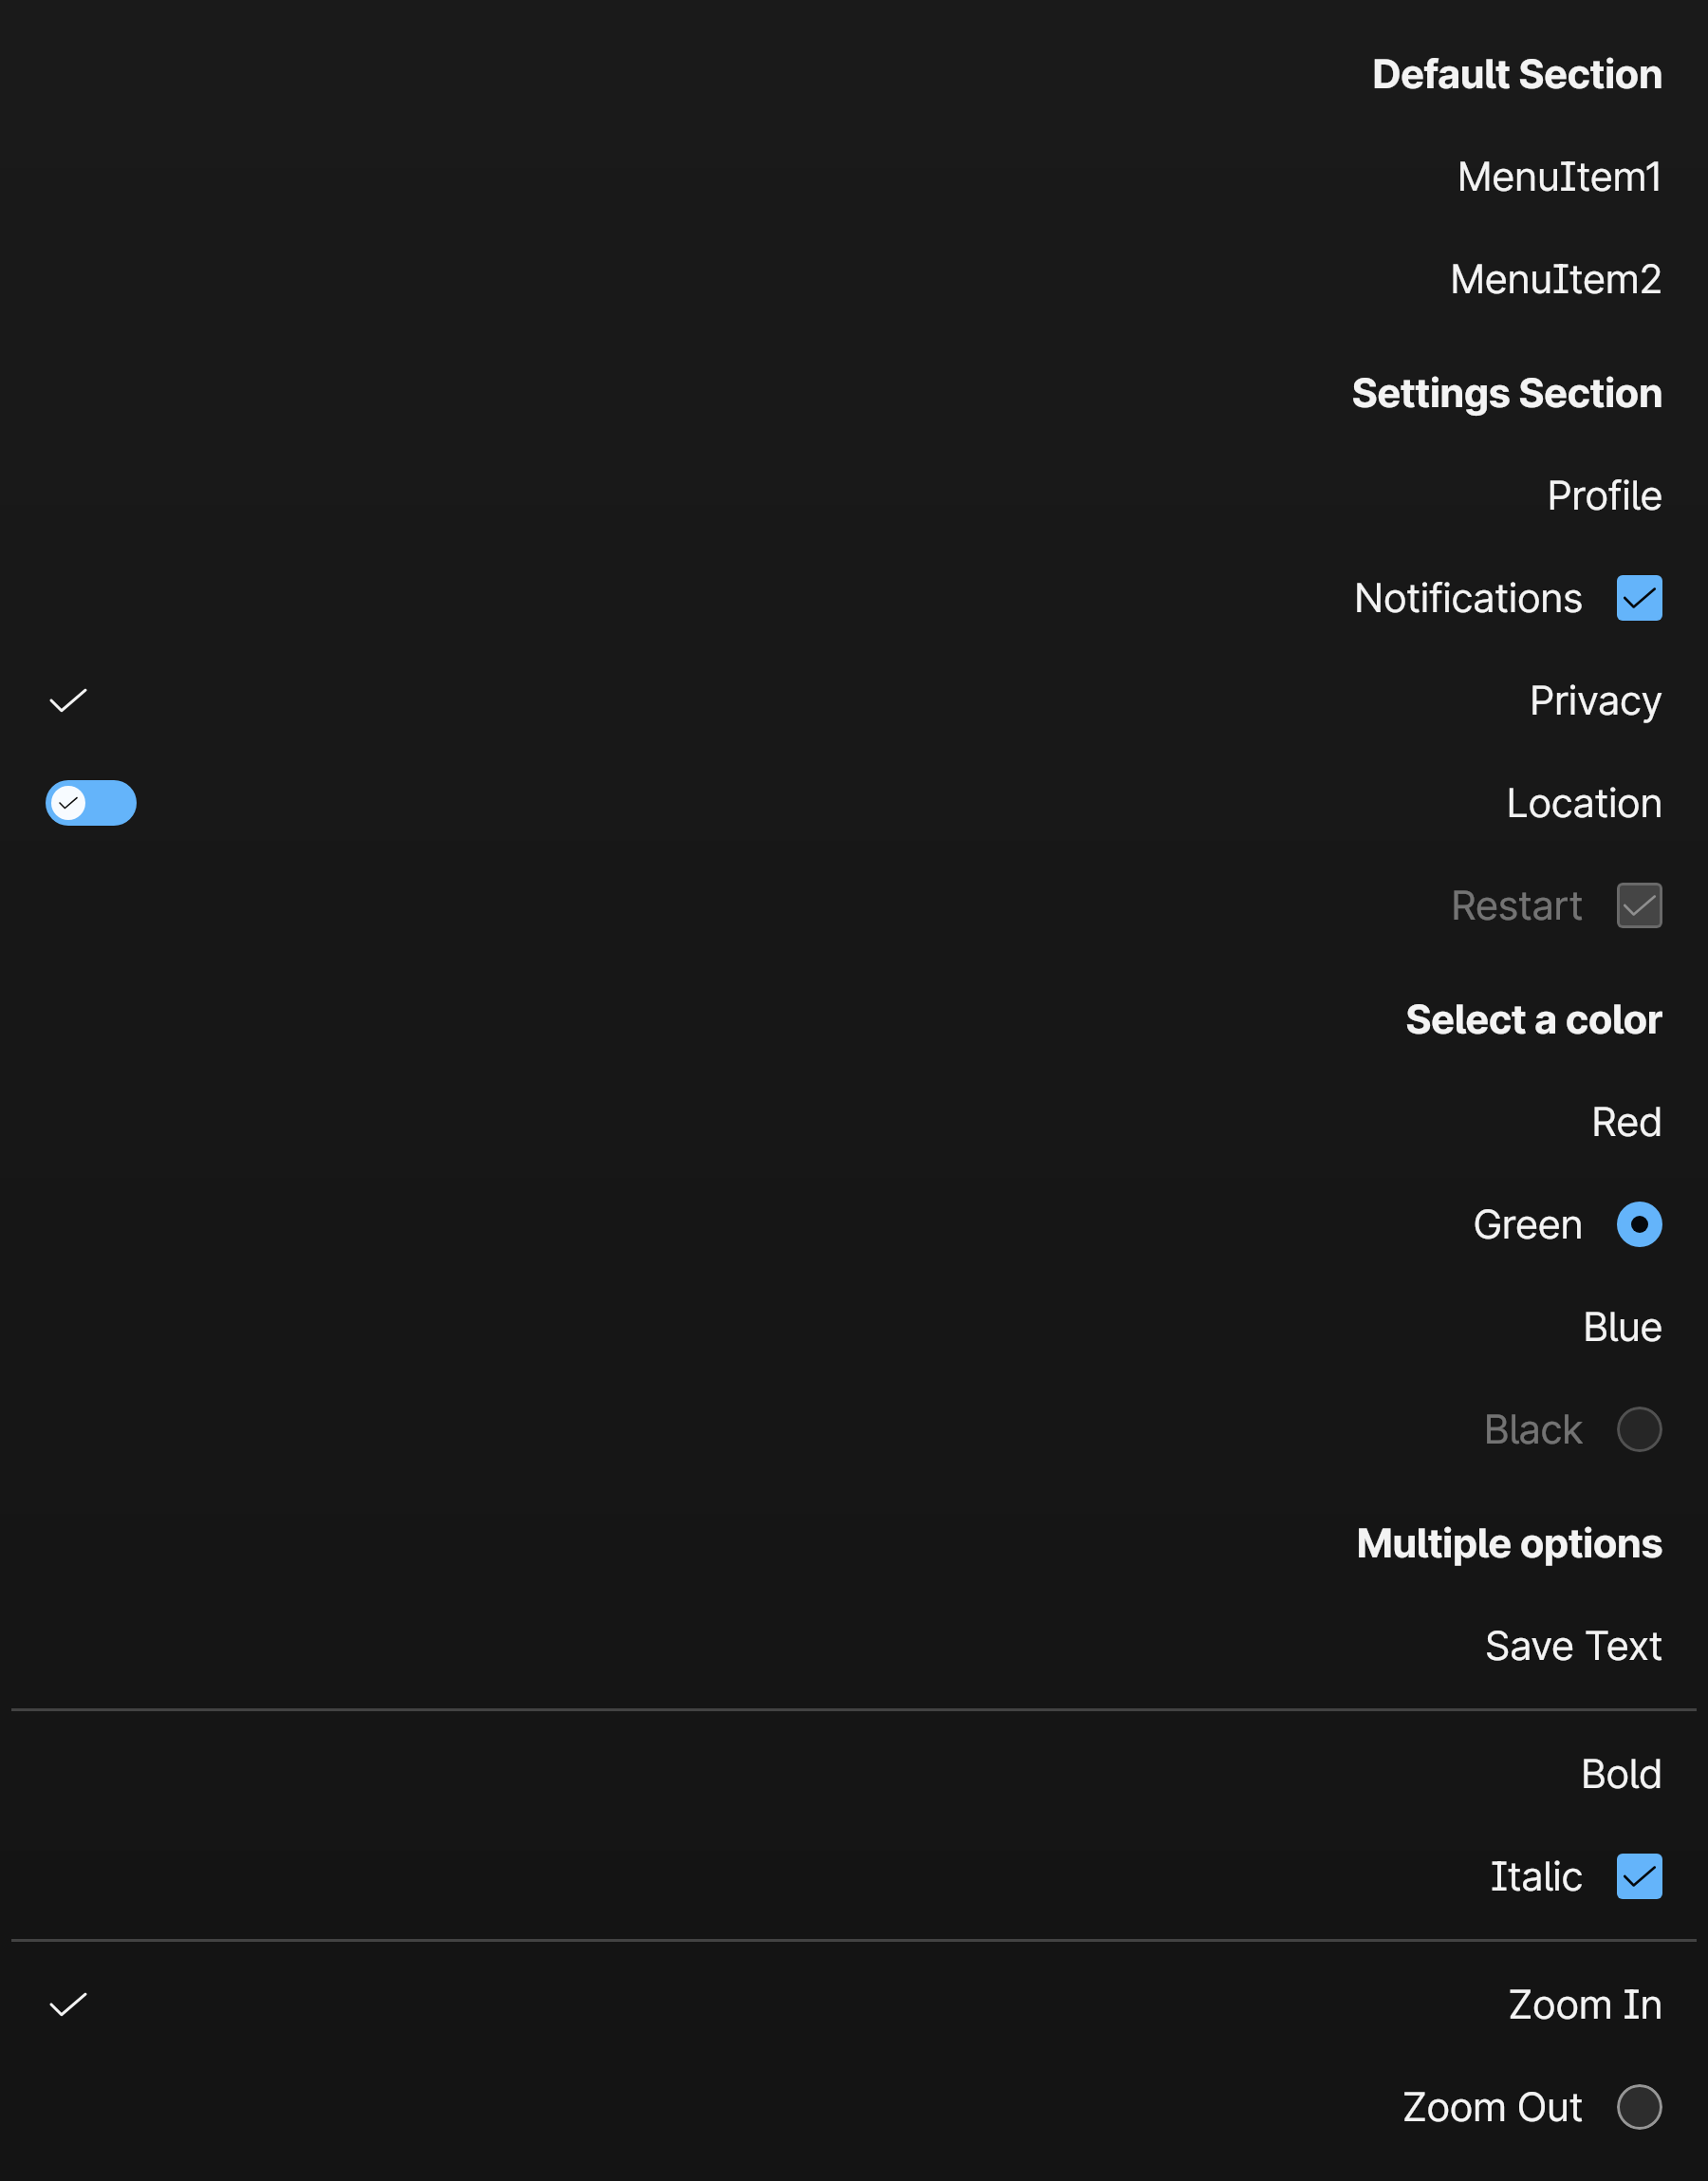 Default Section
MenuItem1
MenuItem2
Settings Section
Profile
Notifications
Privacy
Location
Restart
Select a color
Red
Green
Blue
Black
Multiple options
Save Text
Bold
Italic
Zoom In
Zoom Out